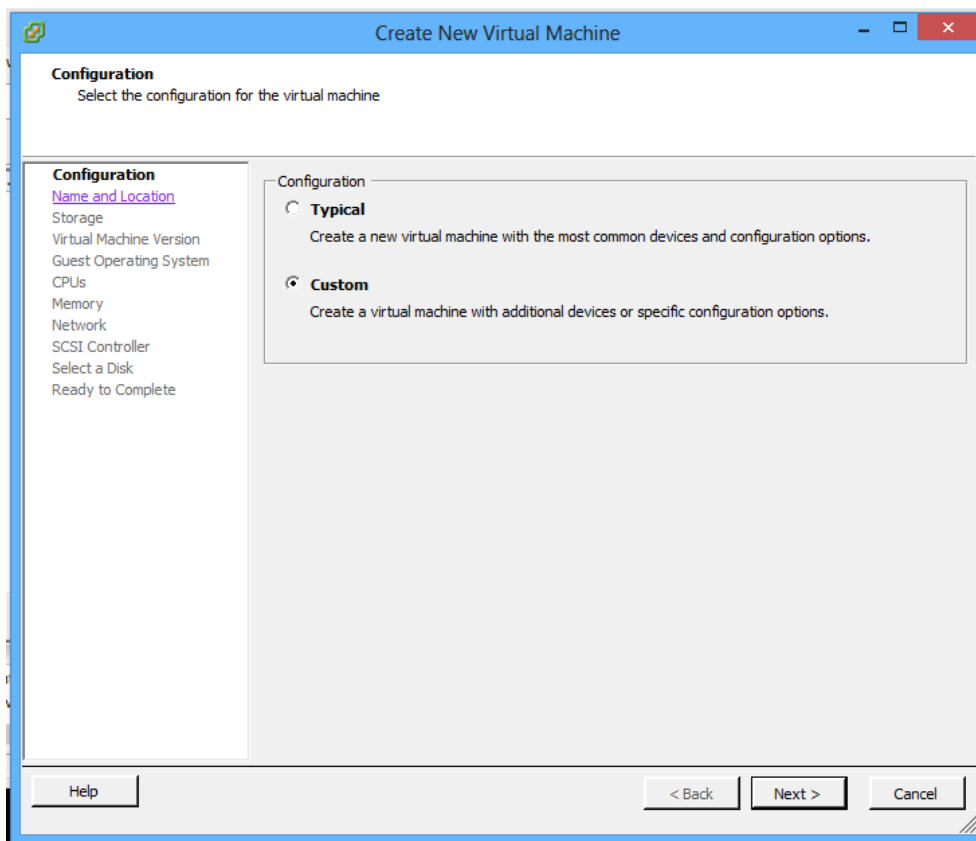 Create New Virtual Machine
Configuration
Select the configuration for the virtual machine
Configuration
Name and Location
Storage
Virtual Machine Version
Guest Operating System
CPUs
Memory
Network
SCSI Controller
Select a Disk
Ready to Complete
Configuration
Typical
Create a new virtual machine with the most common devices and configuration options.
Custom
Create a virtual machine with additional devices or specific configuration options.
Help
< Back
Next >
Cancel